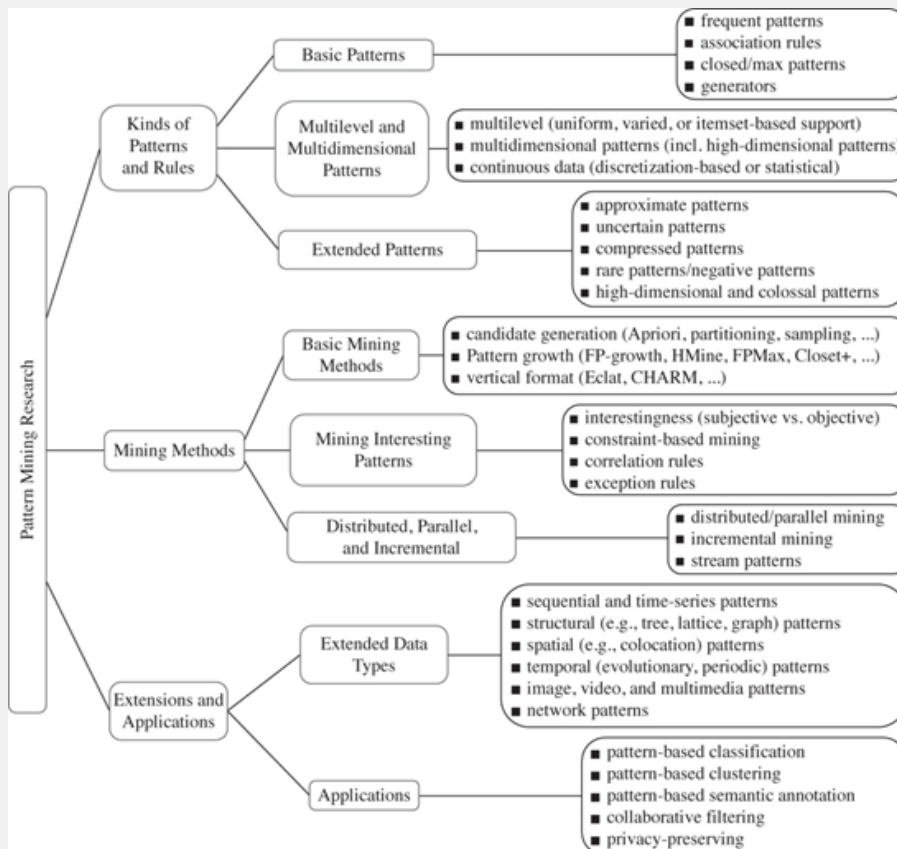 Pattern Mining Research
Kinds of
Patterns
and Rules
Basic Patterns
■ frequent patterns
■ association rules
■ closed/max patterns
■ generators
Multilevel and
Multidimensional
Patterns
■ multilevel (uniform, varied, or itemset-based support)
■ multidimensional patterns (incl. high-dimensional patterns)
■ continuous data (discretization-based or statistical)
Extended Patterns
■ approximate patterns
■ uncertain patterns
■ compressed patterns
■ rare patterns/negative patterns
■ high-dimensional and colossal patterns
Mining Methods
Basic Mining
Methods
■ candidate generation (Apriori, partitioning, sampling, ...)
■ Pattern growth (FP-growth, HMine, FPMax, Closet+, ...)
■ vertical format (Eclat, CHARM, ...)
Mining Interesting
Patterns
■ interestingness (subjective vs. objective)
■ constraint-based mining
■ correlation rules
■ exception rules
Distributed, Parallel,
and Incremental
■ distributed/parallel mining
■ incremental mining
■ stream patterns
Extensions and
Applications
Extended Data
Types
■ sequential and time-series patterns
■ structural (e.g., tree, lattice, graph) patterns
■ spatial (e.g., colocation) patterns
■ temporal (evolutionary, periodic) patterns
■ image, video, and multimedia patterns
■ network patterns
Applications
■ pattern-based classification
■ pattern-based clustering
■ pattern-based semantic annotation
■ collaborative filtering
■ privacy-preserving